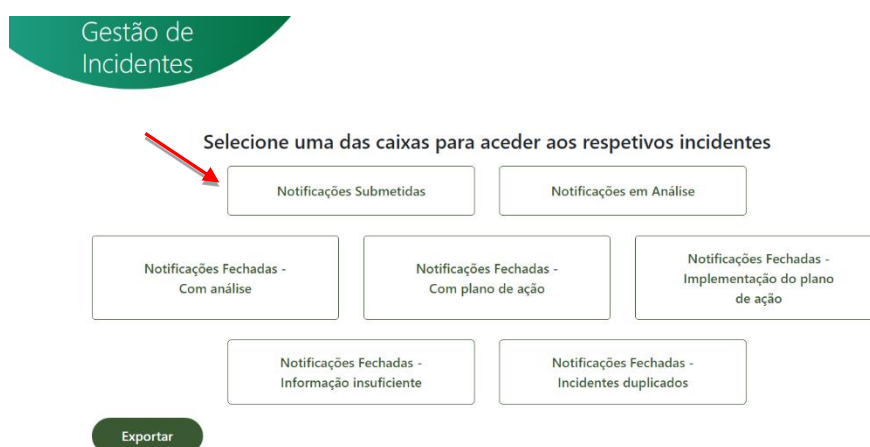 Gestão de
Incidentes
Selecione uma das caixas para aceder aos respetivos incidentes
Notificações Submetidas
Notificações em Análise
Notificações Fechadas -
Com análise
Notificações Fechadas -
Com plano de ação
Notificações Fechadas -
Implementação do plano
de ação
Notificações Fechadas -
Informação insuficiente
Notificações Fechadas -
Incidentes duplicados
Exportar